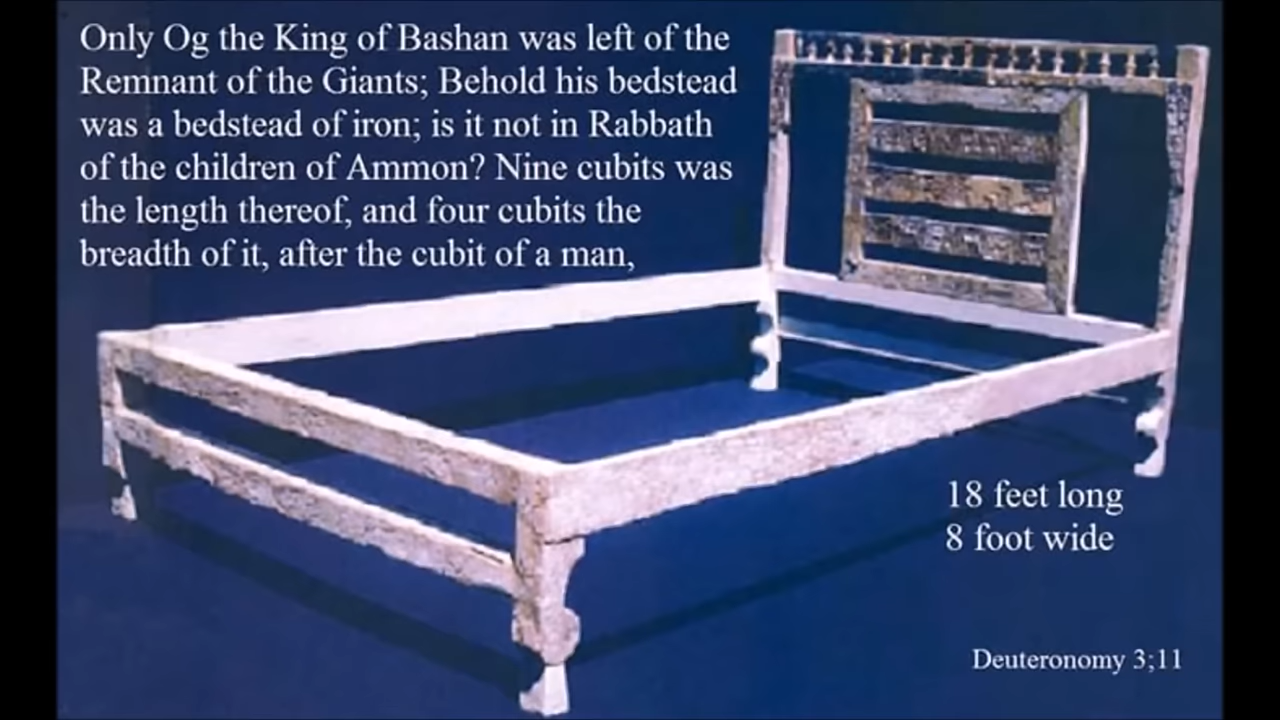 Only Og the King of Bashan was left of the
Remnant of the Giants; Behold his bedstead
was a bedstead of iron; is it not in Rabbath
of the children of Ammon? Nine cubits was
the length thereof, and four cubits the
breadth of it, after the cubit of a man,
18 feet long
8 foot wide
Deuteronomy 3;11